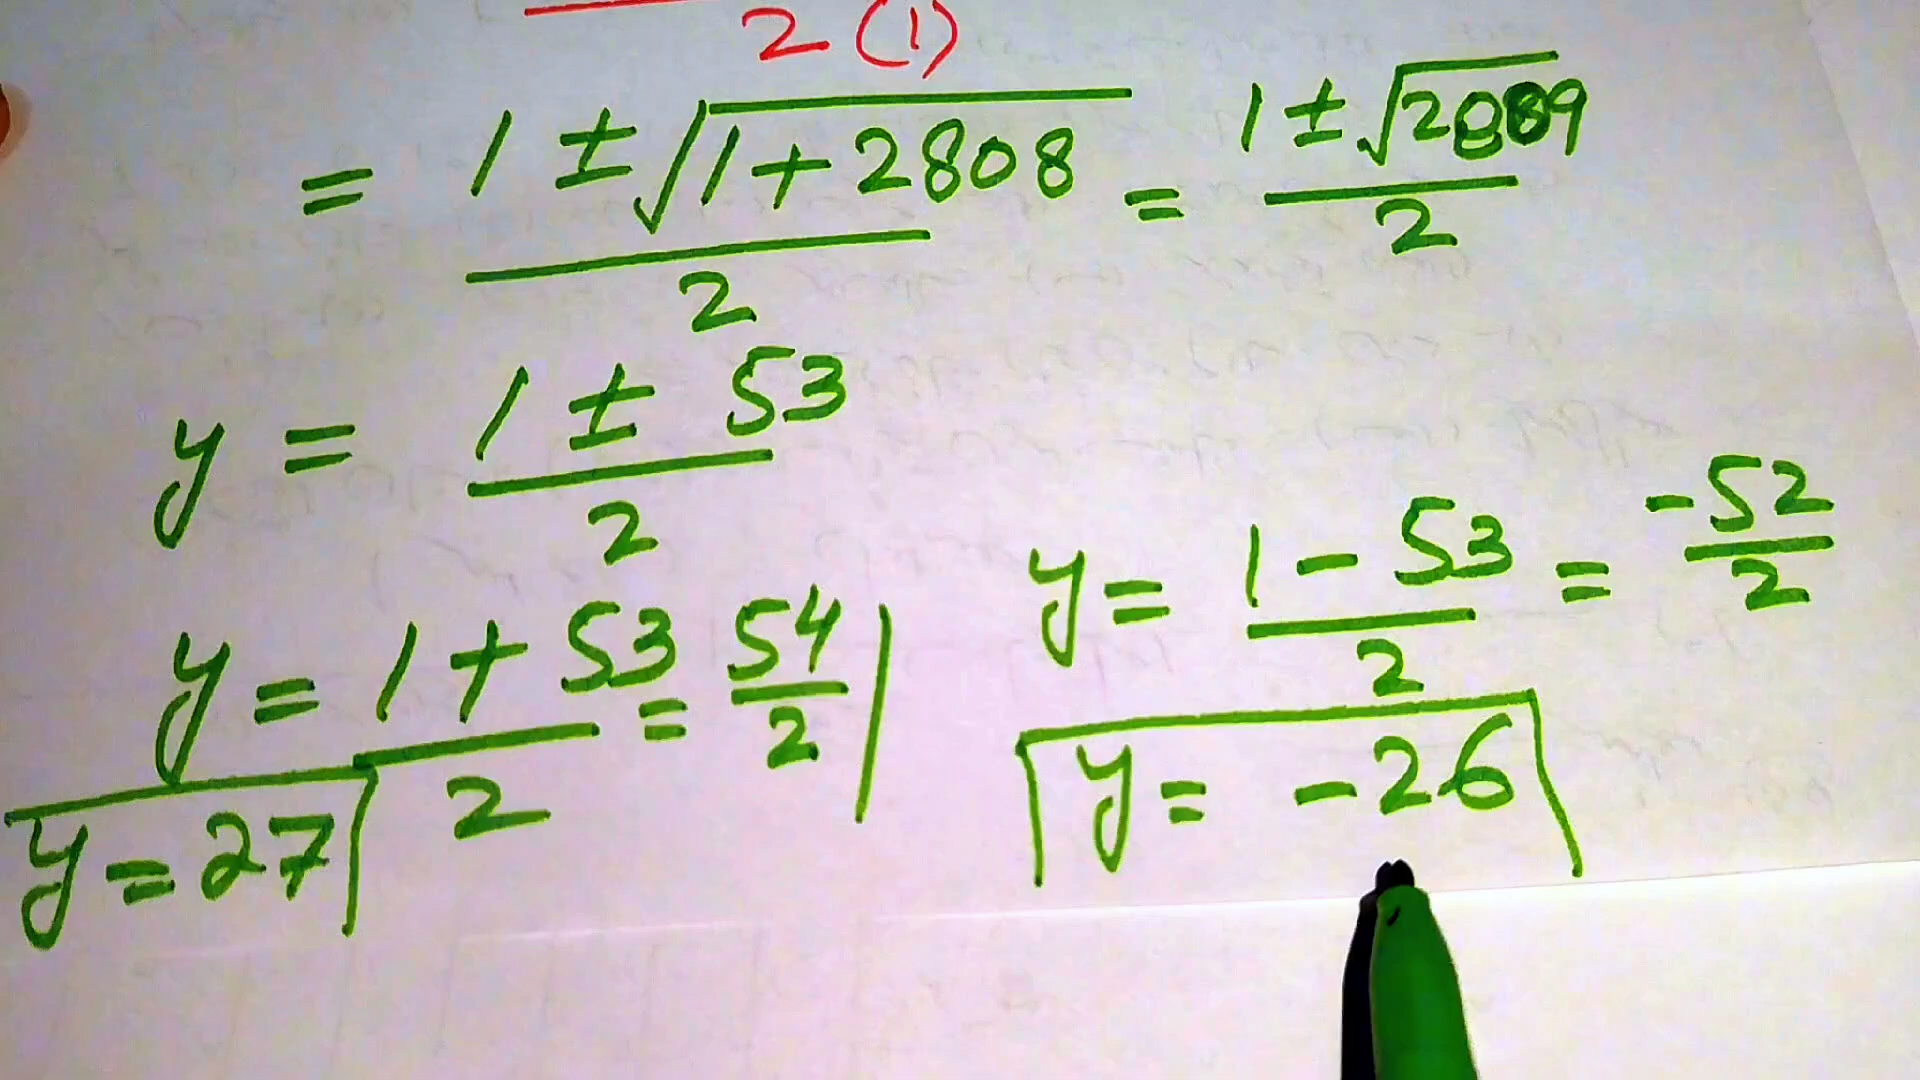 2 (1)
= (1 ± √(1 + 2808))/2 = (1 ± √2809)/2
y = (1 ± 53)/2
y = (1 + 53)/2 = 54/2 | y = (1 - 53)/2 = -52/2
y = 27
y = -26